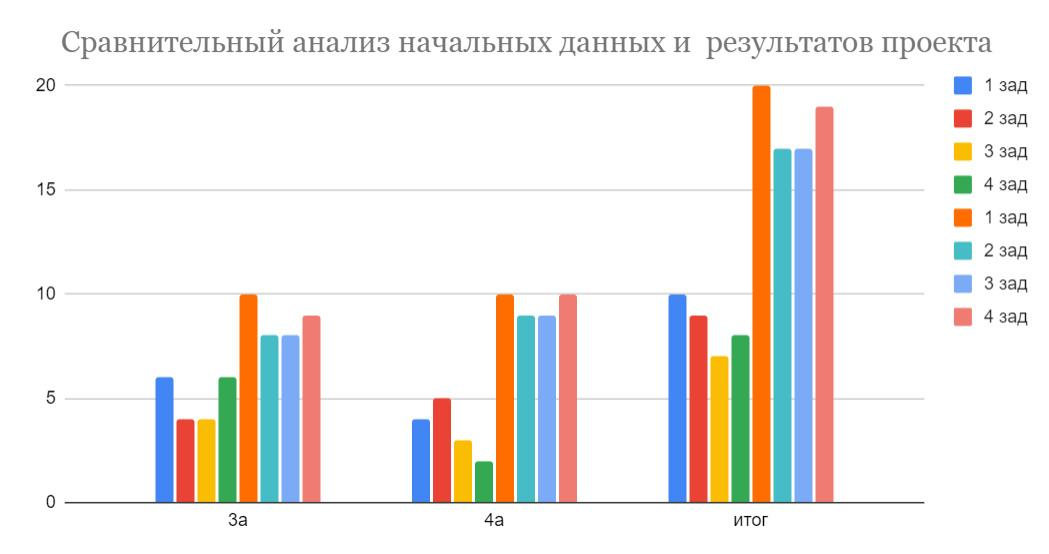 Сравнительный анализ начальных данных и результатов проекта
20
15
10
5
0
3а
4а
итог
1 зад
2 зад
3 зад
4 зад
1 зад
2 зад
3 зад
4 зад